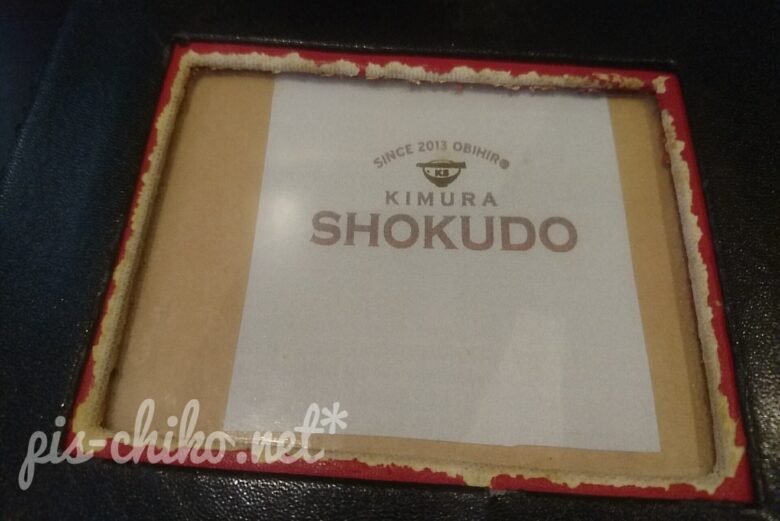 SINCE 2013 OBIHIRO
KS
KIMURA
SHOKUDO
pis-chiko.net*